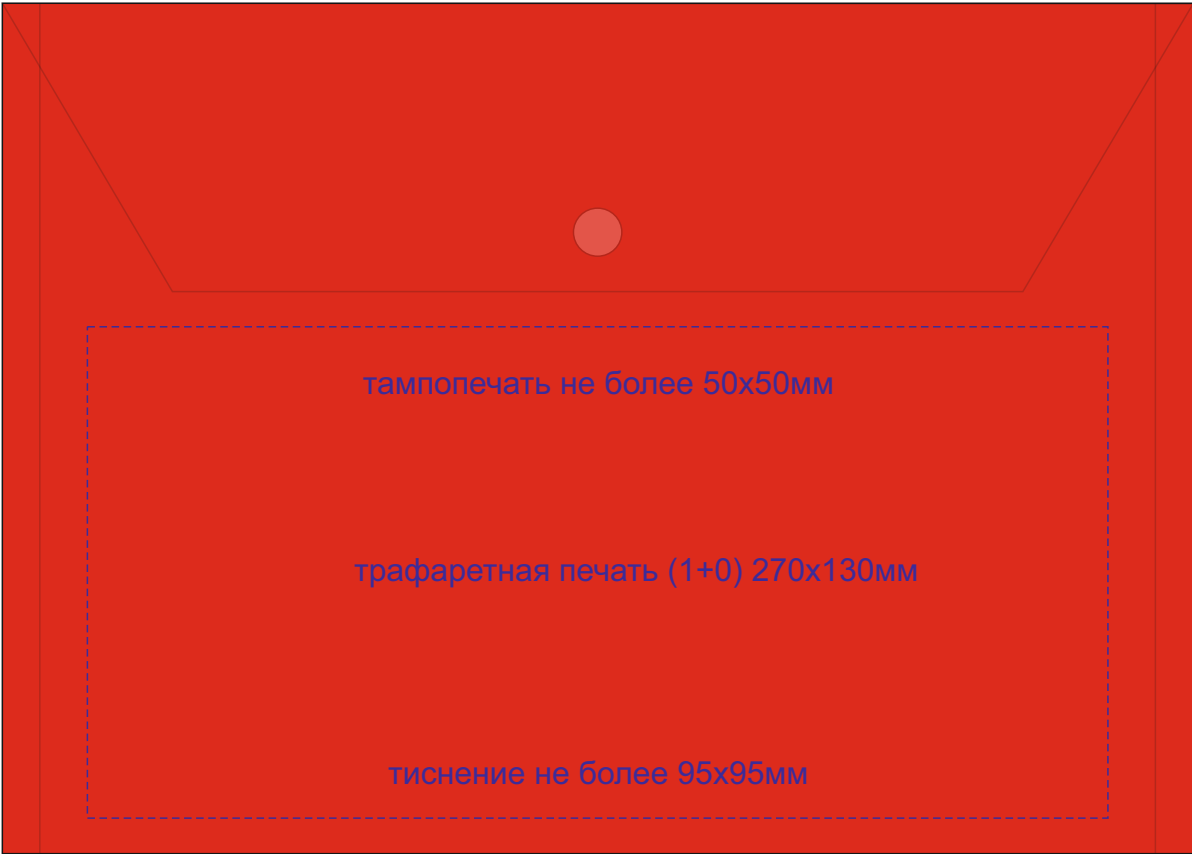 тампопечать не более 50х50мм
трафаретная печать (1+0) 270х130мм
тиснение не более 95х95мм